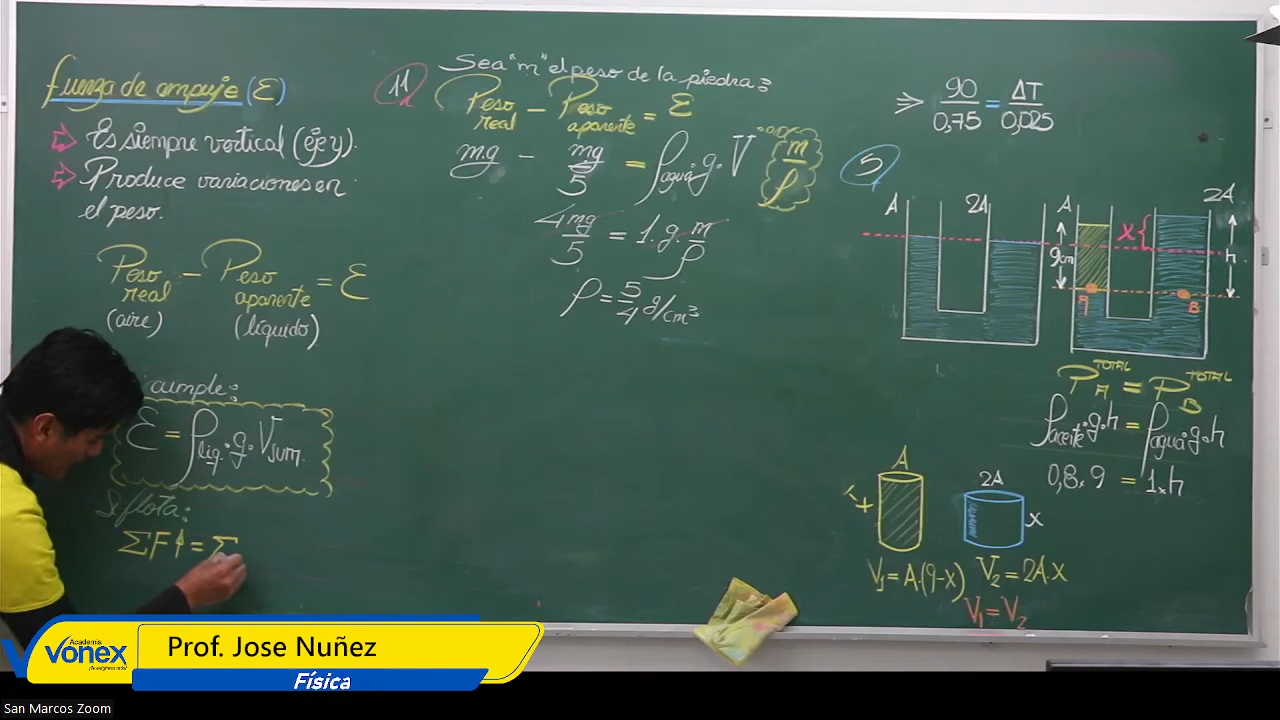 Fuerza de empuje (E)
Es siempre vertical (eje y).
Produce variaciones en
el peso.
Peso real - Peso aparente = E
(aire) (líquido)
cumple:
E = ρliq. g. Vsum.
Si flota:
ΣF↑ = Σ
11
Sea "m" el peso de la piedra:
Peso real - Peso aparente = E
m.g - mg/5 = ρagua. g. V
m/ρ
4mg/5 = 1. g. m/ρ
ρ = 5/4 g/cm³
⇒ 90/0,75 = ΔT/0,025
5
A 2A A 2A
X
9cm h
A B
P A TOTAL = P B TOTAL
ρaceite. g. h = ρagua. g. h
0,8 x 9 = 1 x h
A 2A
X
V₁ = A.(9-x) V₂ = 2A.x
V₁ = V₂
Academia
vonex
Prof. Jose Nuñez
Física
San Marcos Zoom